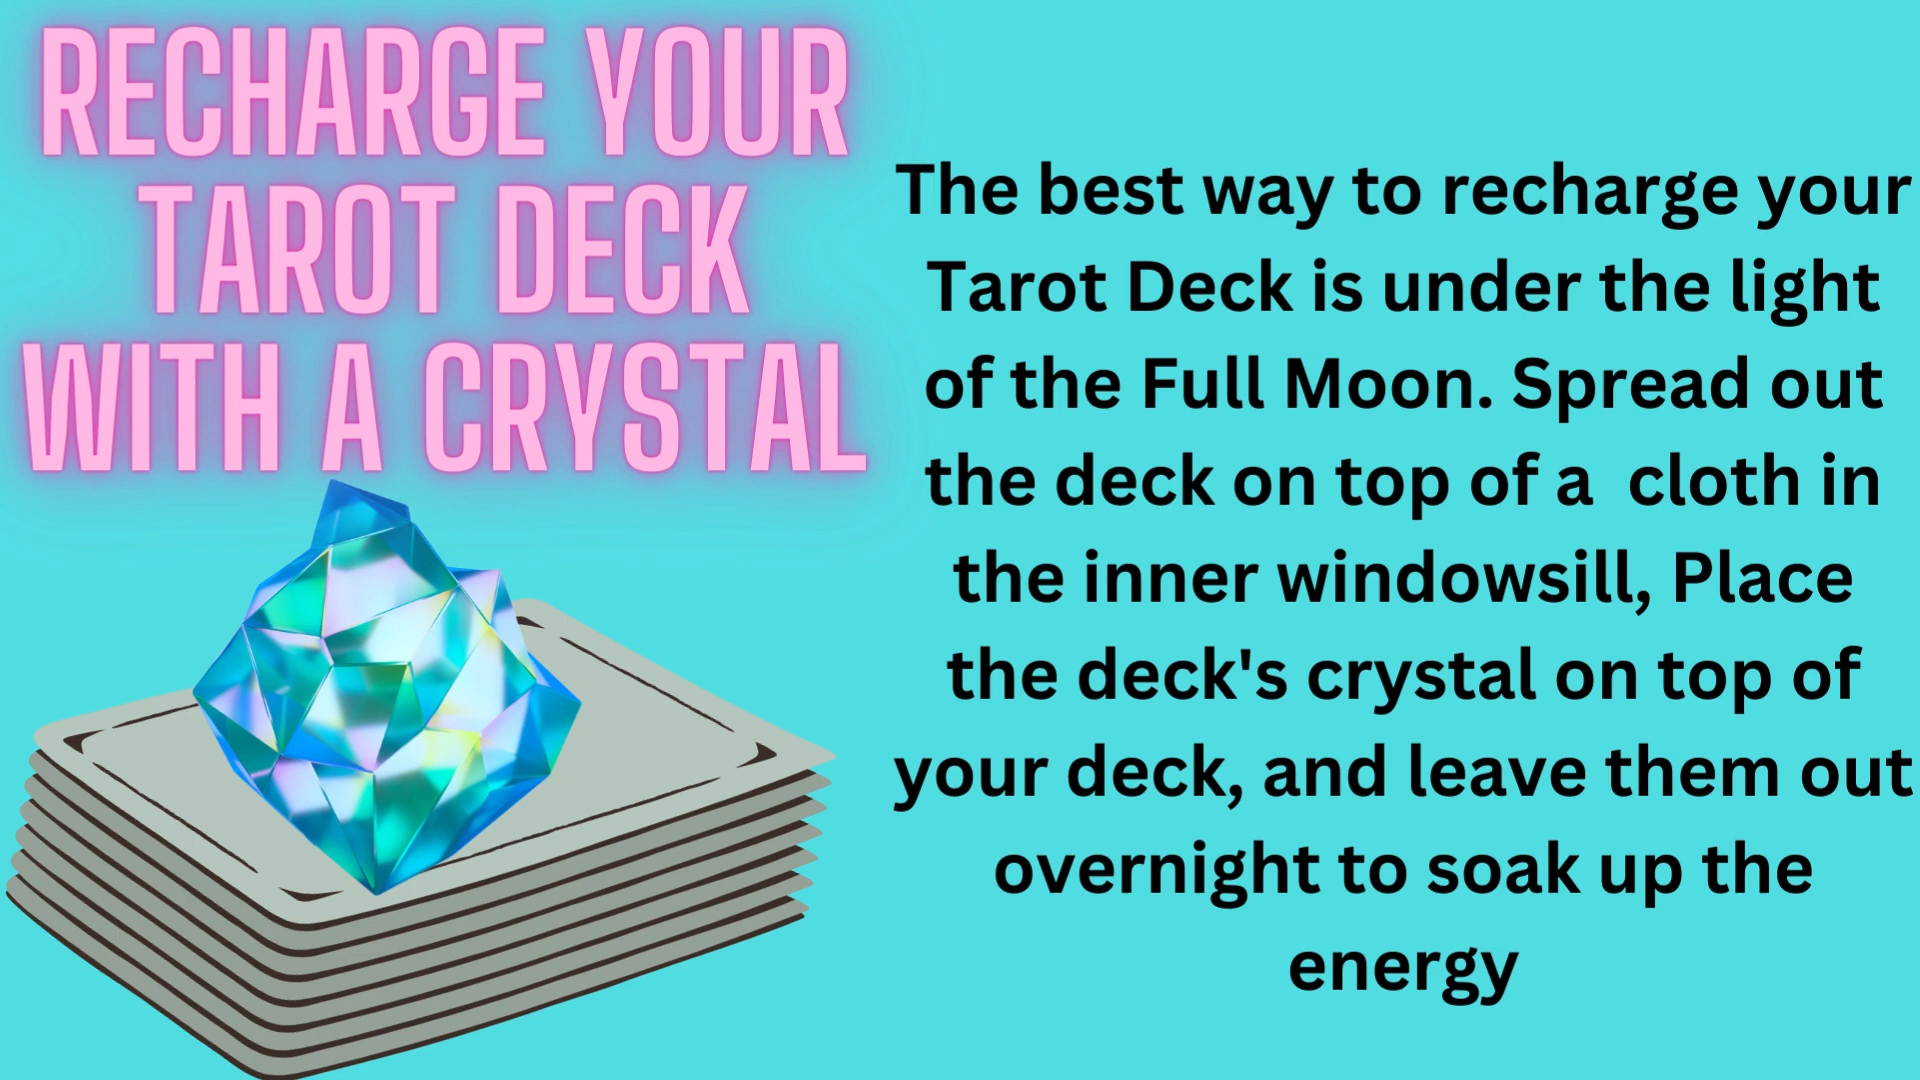 RECHARGE YOUR
TAROT DECK
WITH A CRYSTAL
The best way to recharge your
Tarot Deck is under the light
of the Full Moon. Spread out
the deck on top of a  cloth in
the inner windowsill, Place
the deck's crystal on top of
your deck, and leave them out
overnight to soak up the
energy